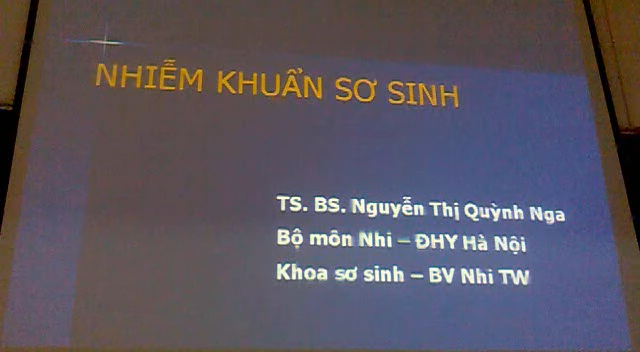 NHIỄM KHUẨN SƠ SINH
TS. BS. Nguyễn Thị Quỳnh Nga
Bộ môn Nhi – ĐHY Hà Nội
Khoa sơ sinh – BV Nhi TW